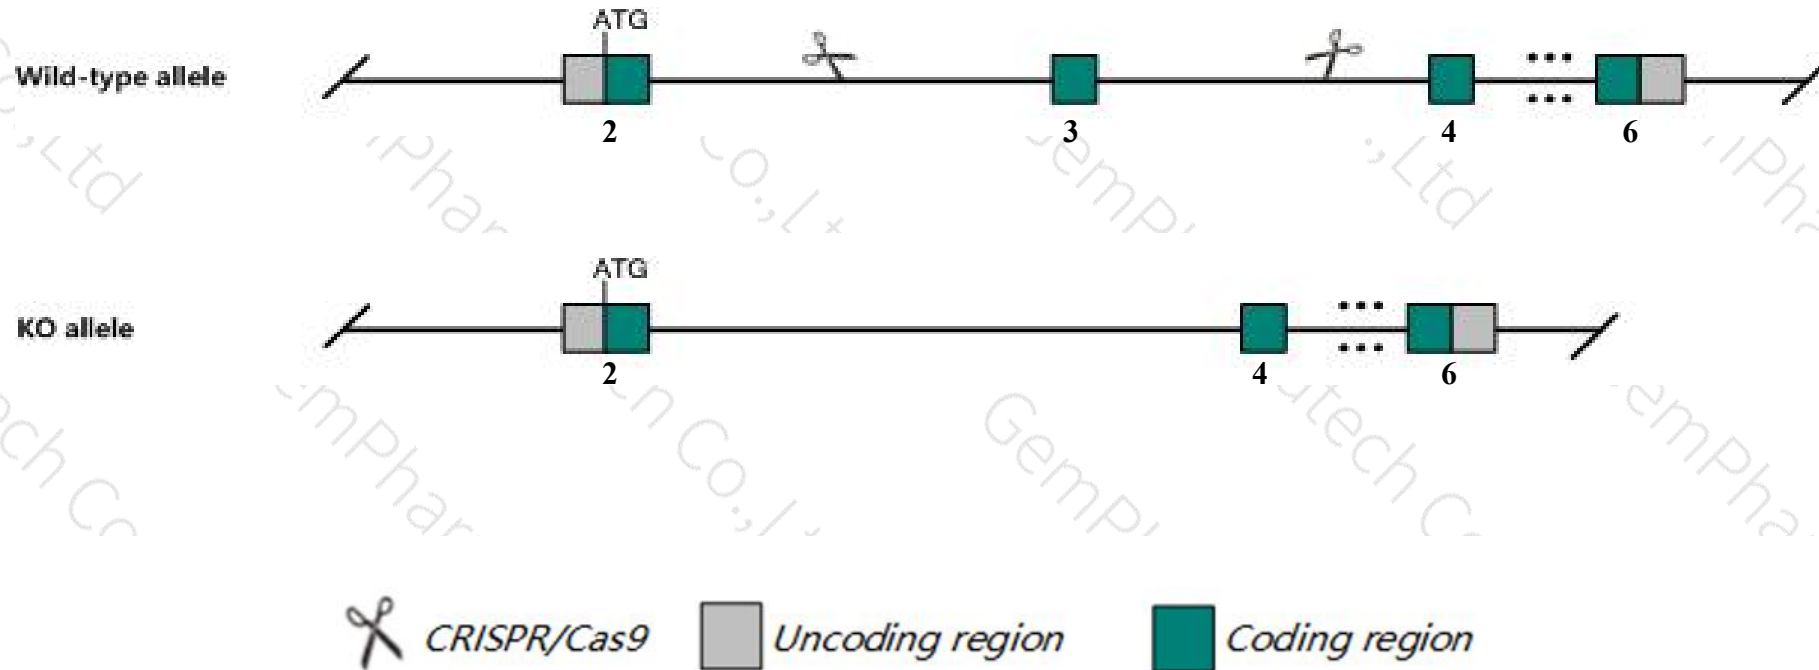 ATG
Wild-type allele
2 3 4 6
ATG
KO allele
2 4 6
CRISPR/Cas9 Uncoding region Coding region